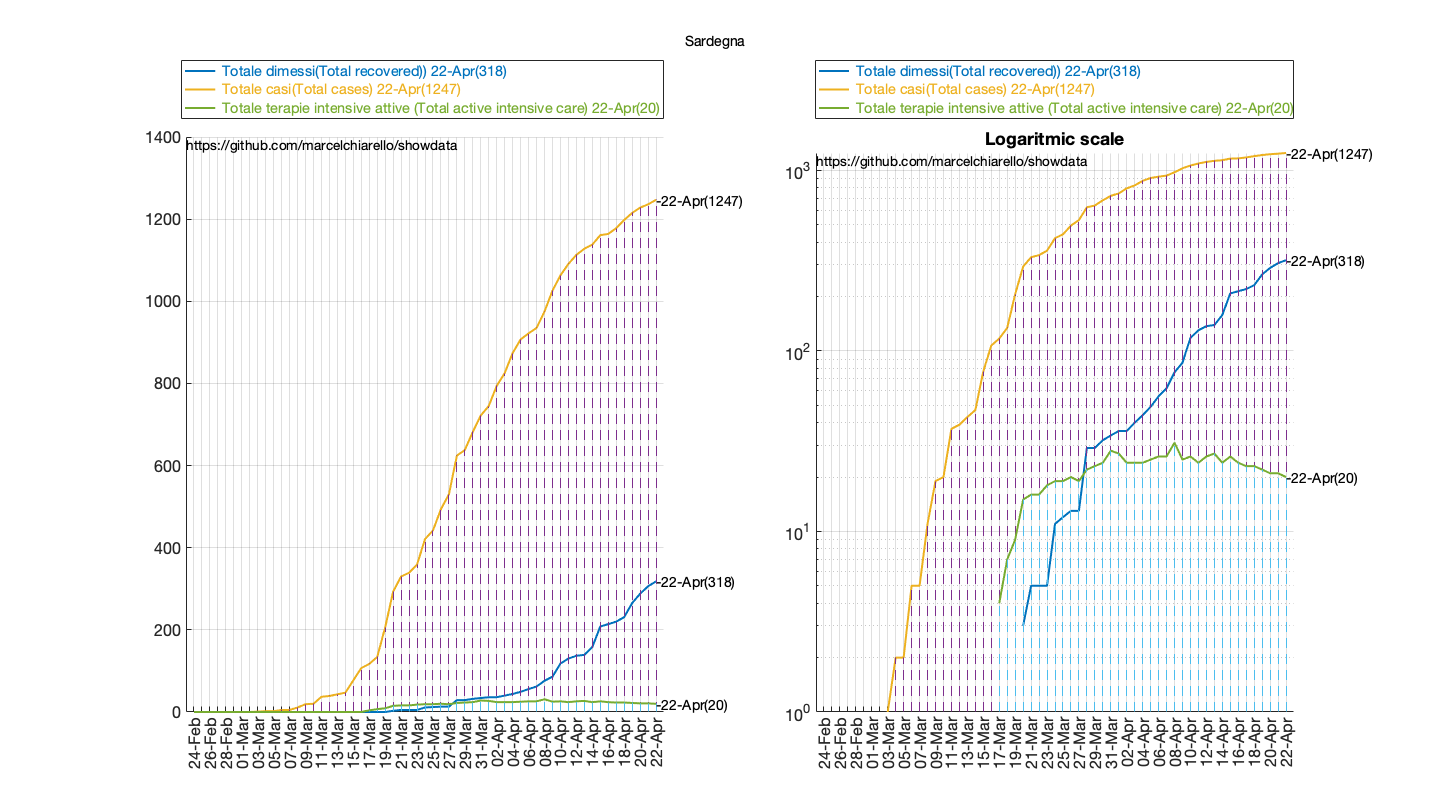 Sardegna
Totale dimessi(Total recovered)) 22-Apr(318)
Totale casi(Total cases) 22-Apr(1247)
Totale terapie intensive attive (Total active intensive care) 22-Apr(20)
https://github.com/marcelchiarello/showdata
1400
1200
1000
800
600
400
200
0
22-Apr(1247)
22-Apr(318)
22-Apr(20)
24-Feb
26-Feb
28-Feb
01-Mar
03-Mar
05-Mar
07-Mar
09-Mar
11-Mar
13-Mar
15-Mar
17-Mar
19-Mar
21-Mar
23-Mar
25-Mar
27-Mar
29-Mar
31-Mar
02-Apr
04-Apr
06-Apr
08-Apr
10-Apr
12-Apr
14-Apr
16-Apr
18-Apr
20-Apr
22-Apr
Totale dimessi(Total recovered)) 22-Apr(318)
Totale casi(Total cases) 22-Apr(1247)
Totale terapie intensive attive (Total active intensive care) 22-Apr(20)
Logaritmic scale
https://github.com/marcelchiarello/showdata
10^3
10^2
10^1
10^0
22-Apr(1247)
22-Apr(318)
22-Apr(20)
24-Feb
26-Feb
28-Feb
01-Mar
03-Mar
05-Mar
07-Mar
09-Mar
11-Mar
13-Mar
15-Mar
17-Mar
19-Mar
21-Mar
23-Mar
25-Mar
27-Mar
29-Mar
31-Mar
02-Apr
04-Apr
06-Apr
08-Apr
10-Apr
12-Apr
14-Apr
16-Apr
18-Apr
20-Apr
22-Apr